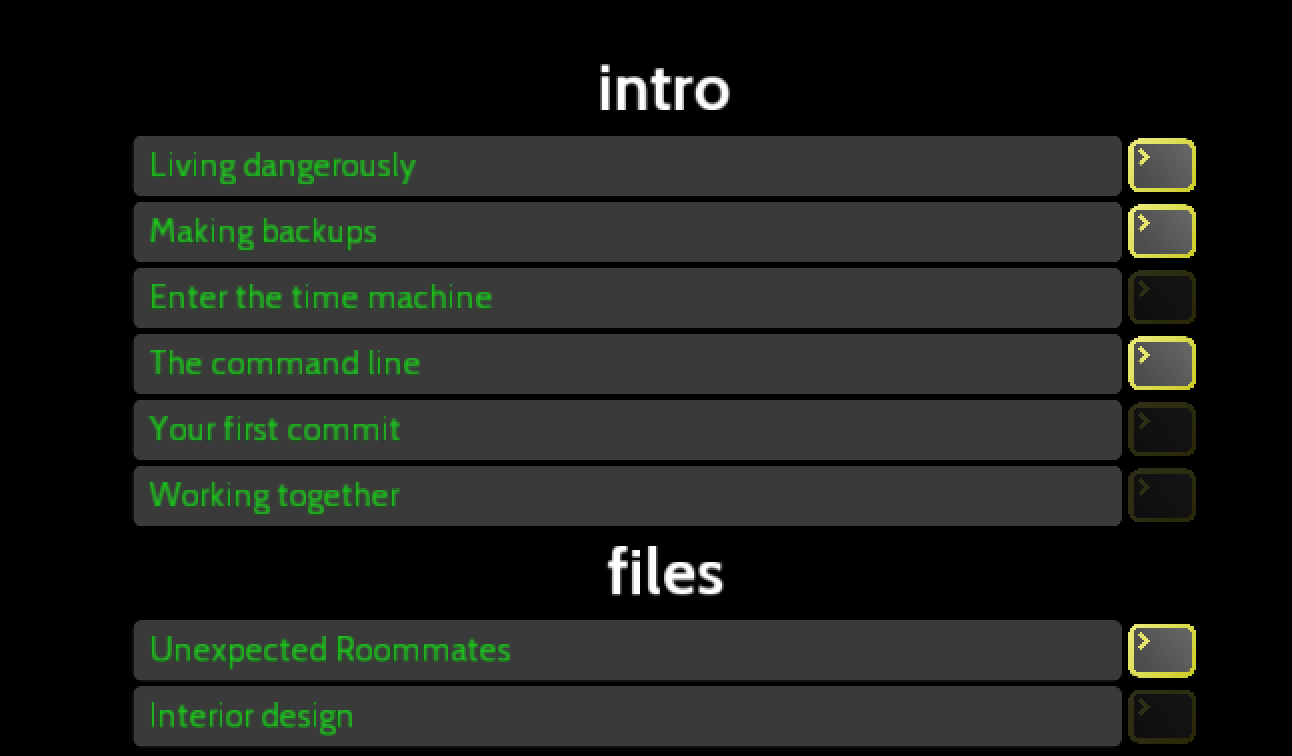 intro
Living dangerously
Making backups
Enter the time machine
The command line
Your first commit
Working together
files
Unexpected Roommates
Interior design